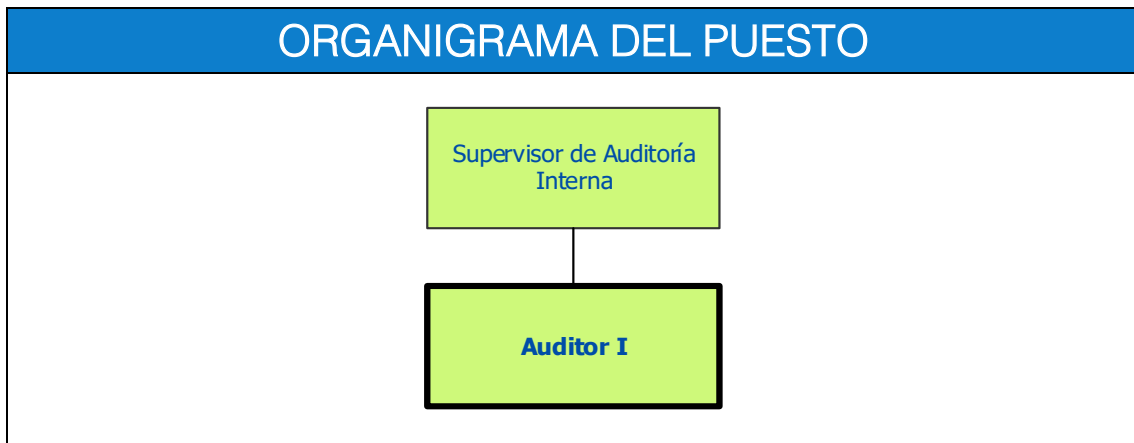 ORGANIGRAMA DEL PUESTO
Supervisor de Auditoría
Interna
Auditor I